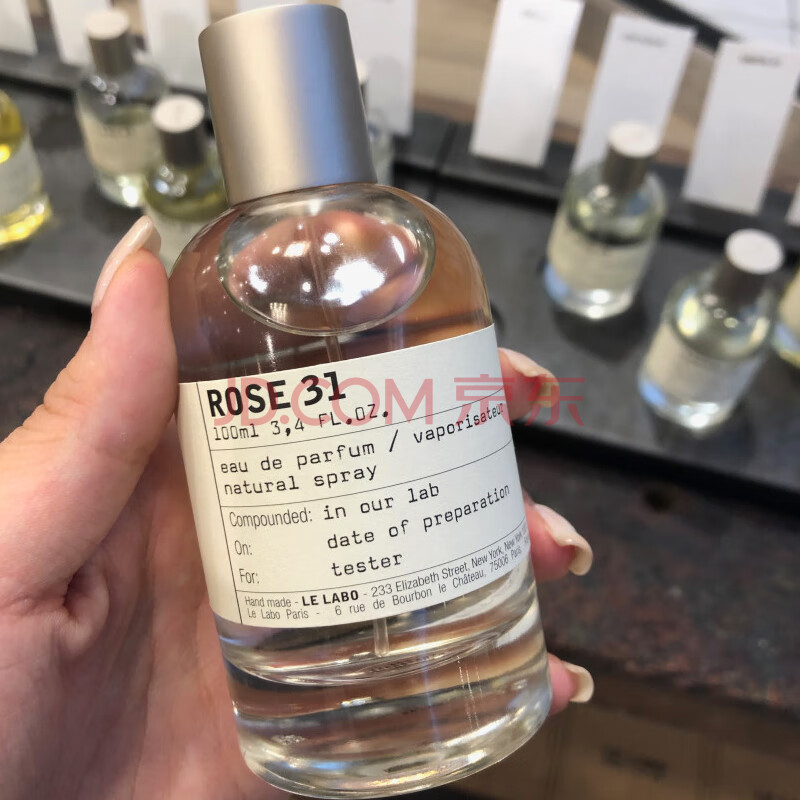 ROSE 31
100ml 3,4 FL.OZ.
eau de parfum / vaporisateur
natural spray
Compounded: in our lab
On: date of preparation
For: tester
Hand made - LE LABO - 233 Elizabeth Street, New York, New
Le Labo Paris - 6 rue de Bourbon le Château, 75006 Paris,
JD.COM 京东